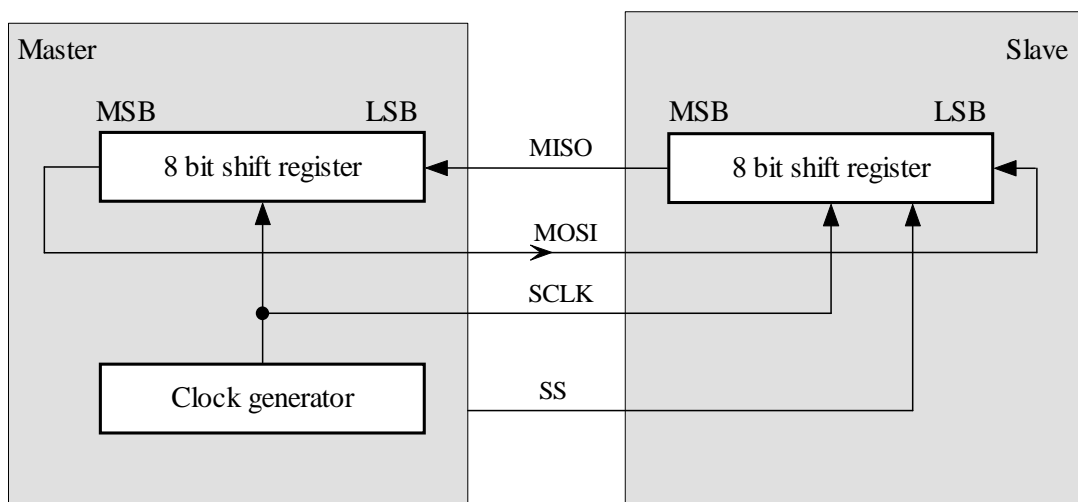 Master
Slave
MSB LSB
MSB LSB
8 bit shift register
MISO
8 bit shift register
MOSI
SCLK
Clock generator
SS